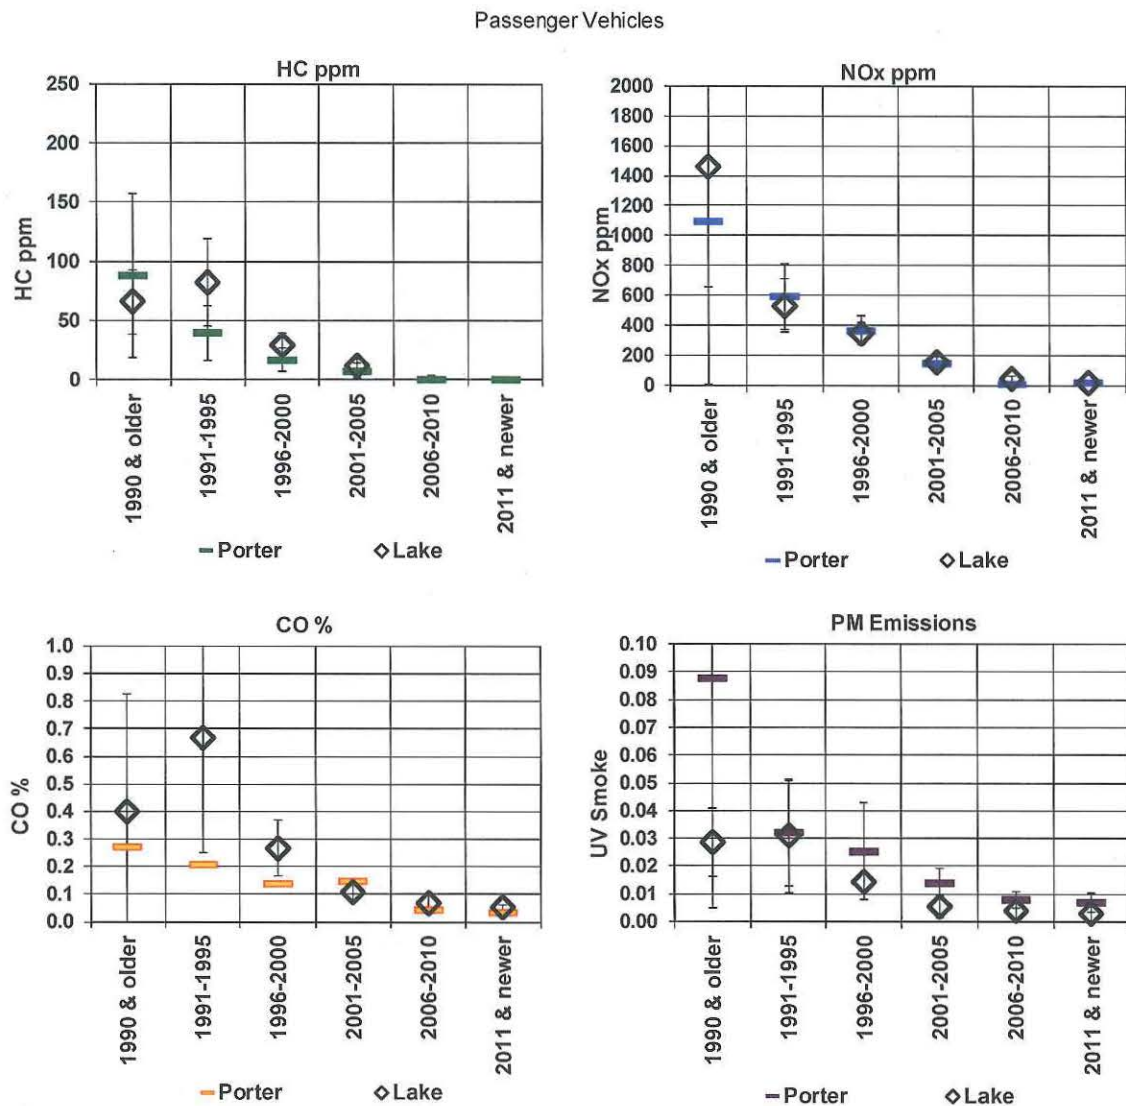 Passenger Vehicles
HC ppm
250
200
150
100
50
0
HC ppm
1990 & older
1991-1995
1996-2000
2001-2005
2006-2010
2011 & newer
Porter
Lake
NOx ppm
2000
1800
1600
1400
1200
1000
800
600
400
200
0
NOx ppm
1990 & older
1991-1995
1996-2000
2001-2005
2006-2010
2011 & newer
Porter
Lake
CO %
1.0
0.9
0.8
0.7
0.6
0.5
0.4
0.3
0.2
0.1
0.0
CO %
1990 & older
1991-1995
1996-2000
2001-2005
2006-2010
2011 & newer
Porter
Lake
PM Emissions
0.10
0.09
0.08
0.07
0.06
0.05
0.04
0.03
0.02
0.01
0.00
UV Smoke
1990 & older
1991-1995
1996-2000
2001-2005
2006-2010
2011 & newer
Porter
Lake